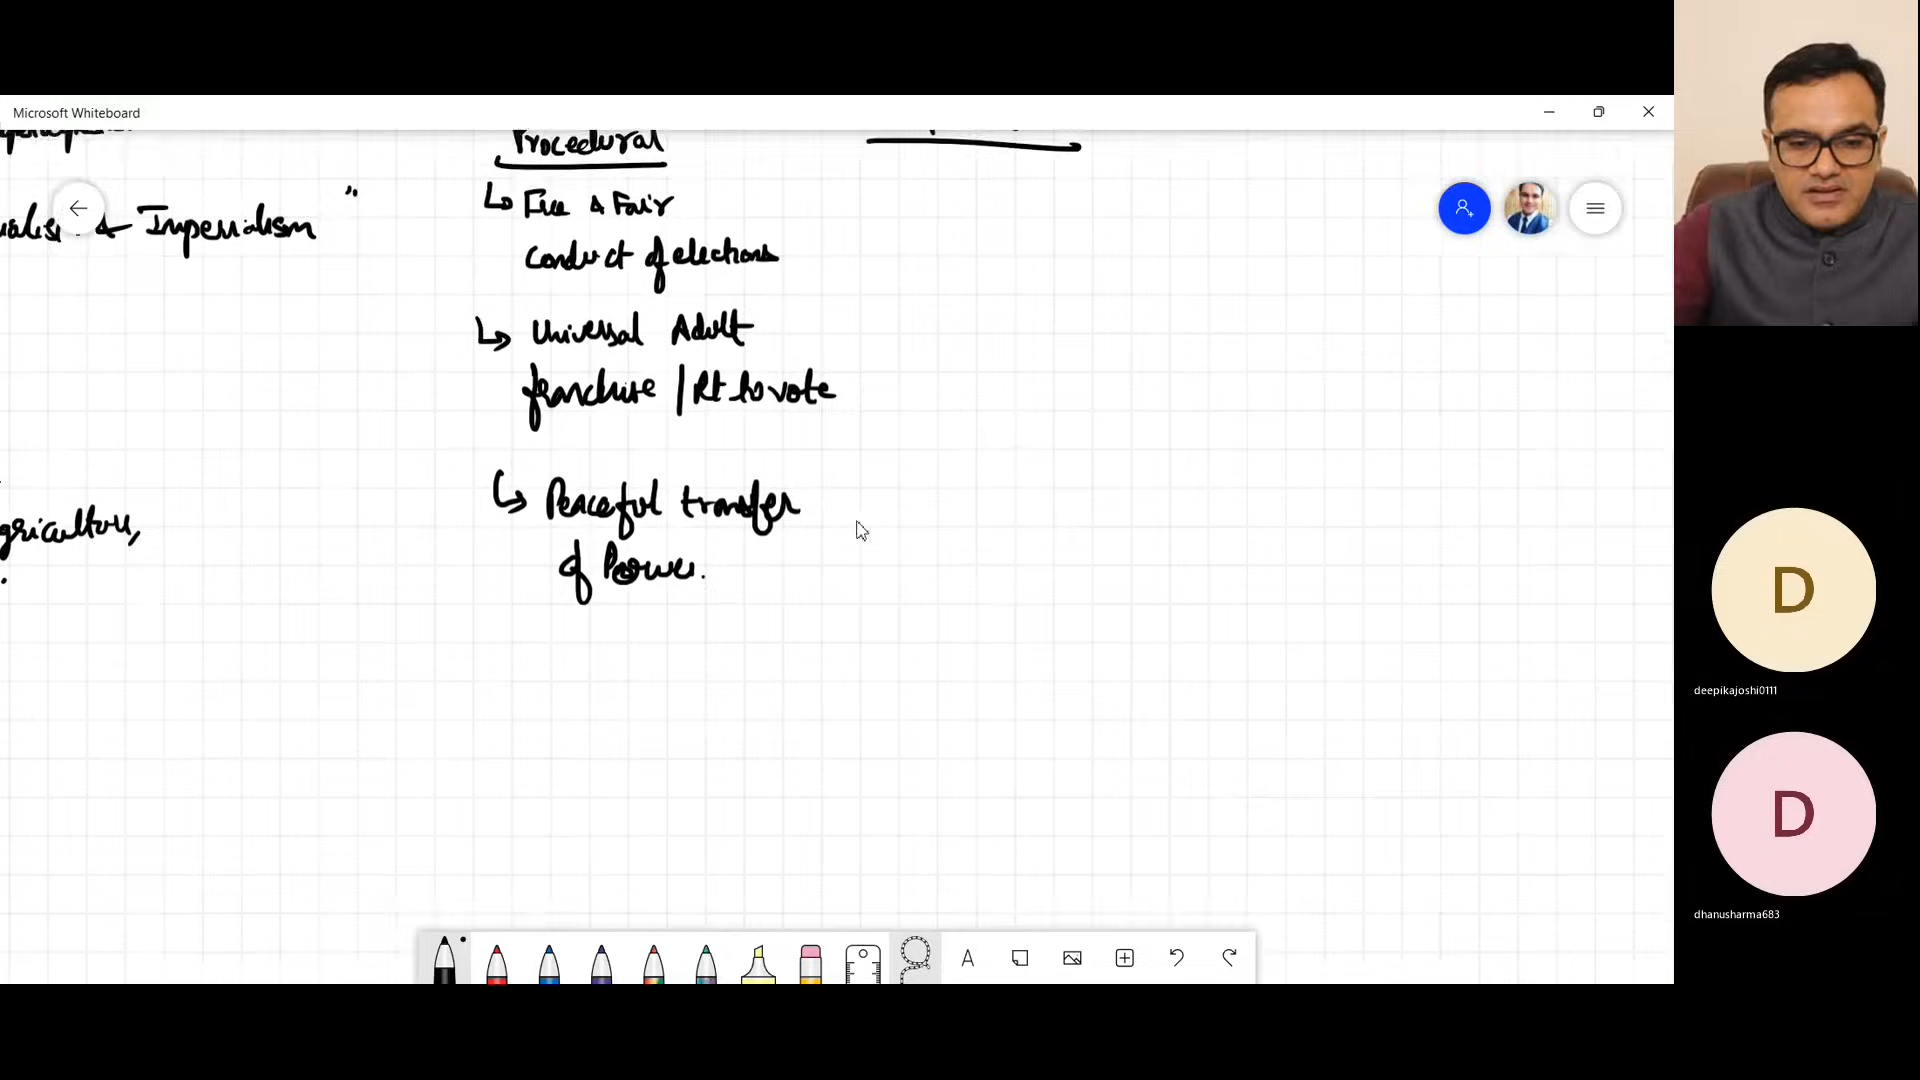 Microsoft Whiteboard
Procedural
Free & Fair
Conduct of elections
& Imperialism "
Universal Adult
franchise / Rt to vote
Peaceful transfer
of Power.
agriculture,
A
D
deepikajoshi0111
D
dhanusharma683